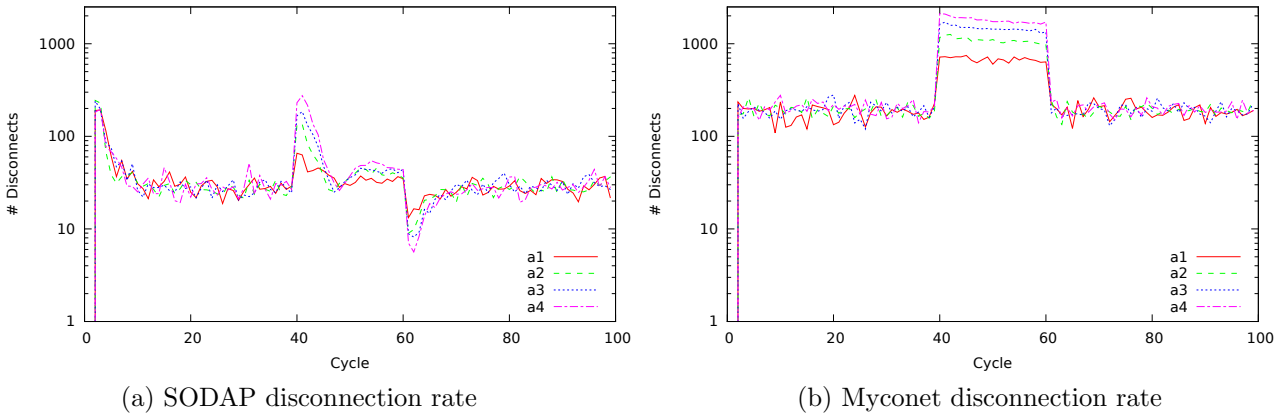 # Disconnects
1000
100
10
1
0
20
40
60
80
100
Cycle
a1
a2
a3
a4
(a) SODAP disconnection rate
# Disconnects
1000
100
10
1
0
20
40
60
80
100
Cycle
a1
a2
a3
a4
(b) Myconet disconnection rate